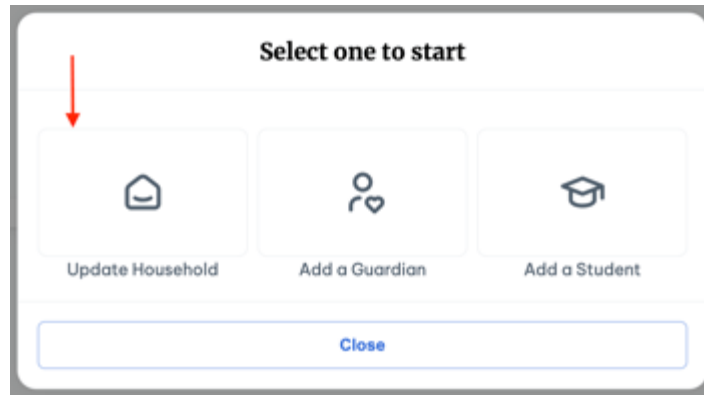 Select one to start
Update Household
Add a Guardian
Add a Student
Close